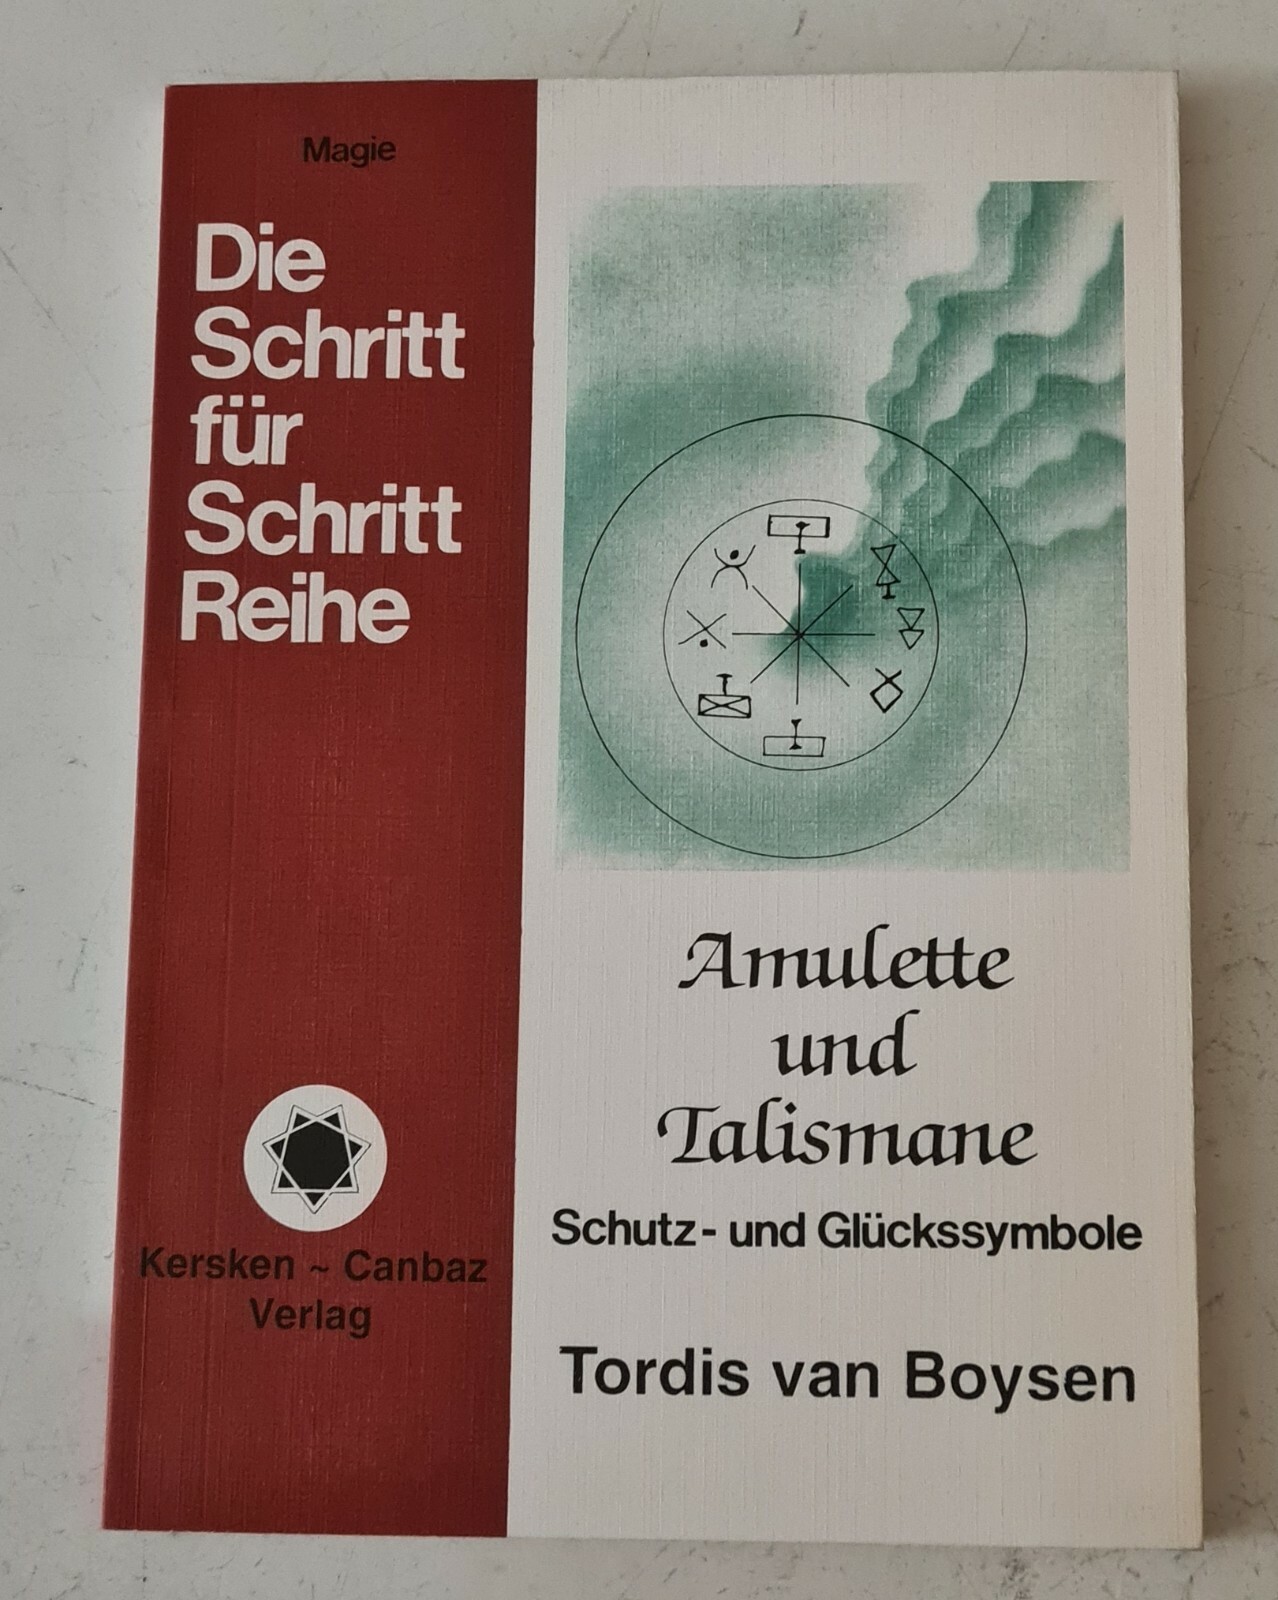 Magie
Die
Schritt
für
Schritt
Reihe
Kersken ~ Canbaz
Verlag
Amulette
und
Talismane
Schutz- und Glückssymbole
Tordis van Boysen